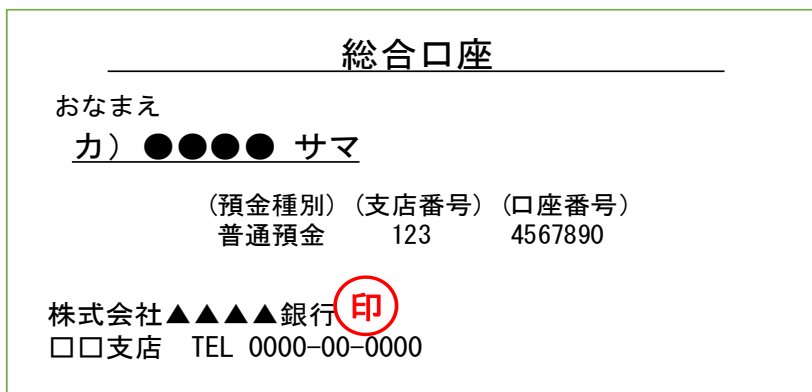 総合口座
おなまえ
カ）●●●● サマ
(預金種別) (支店番号) (口座番号)
普通預金 123 4567890
株式会社▲▲▲▲銀行 印
□□支店 TEL 0000-00-0000